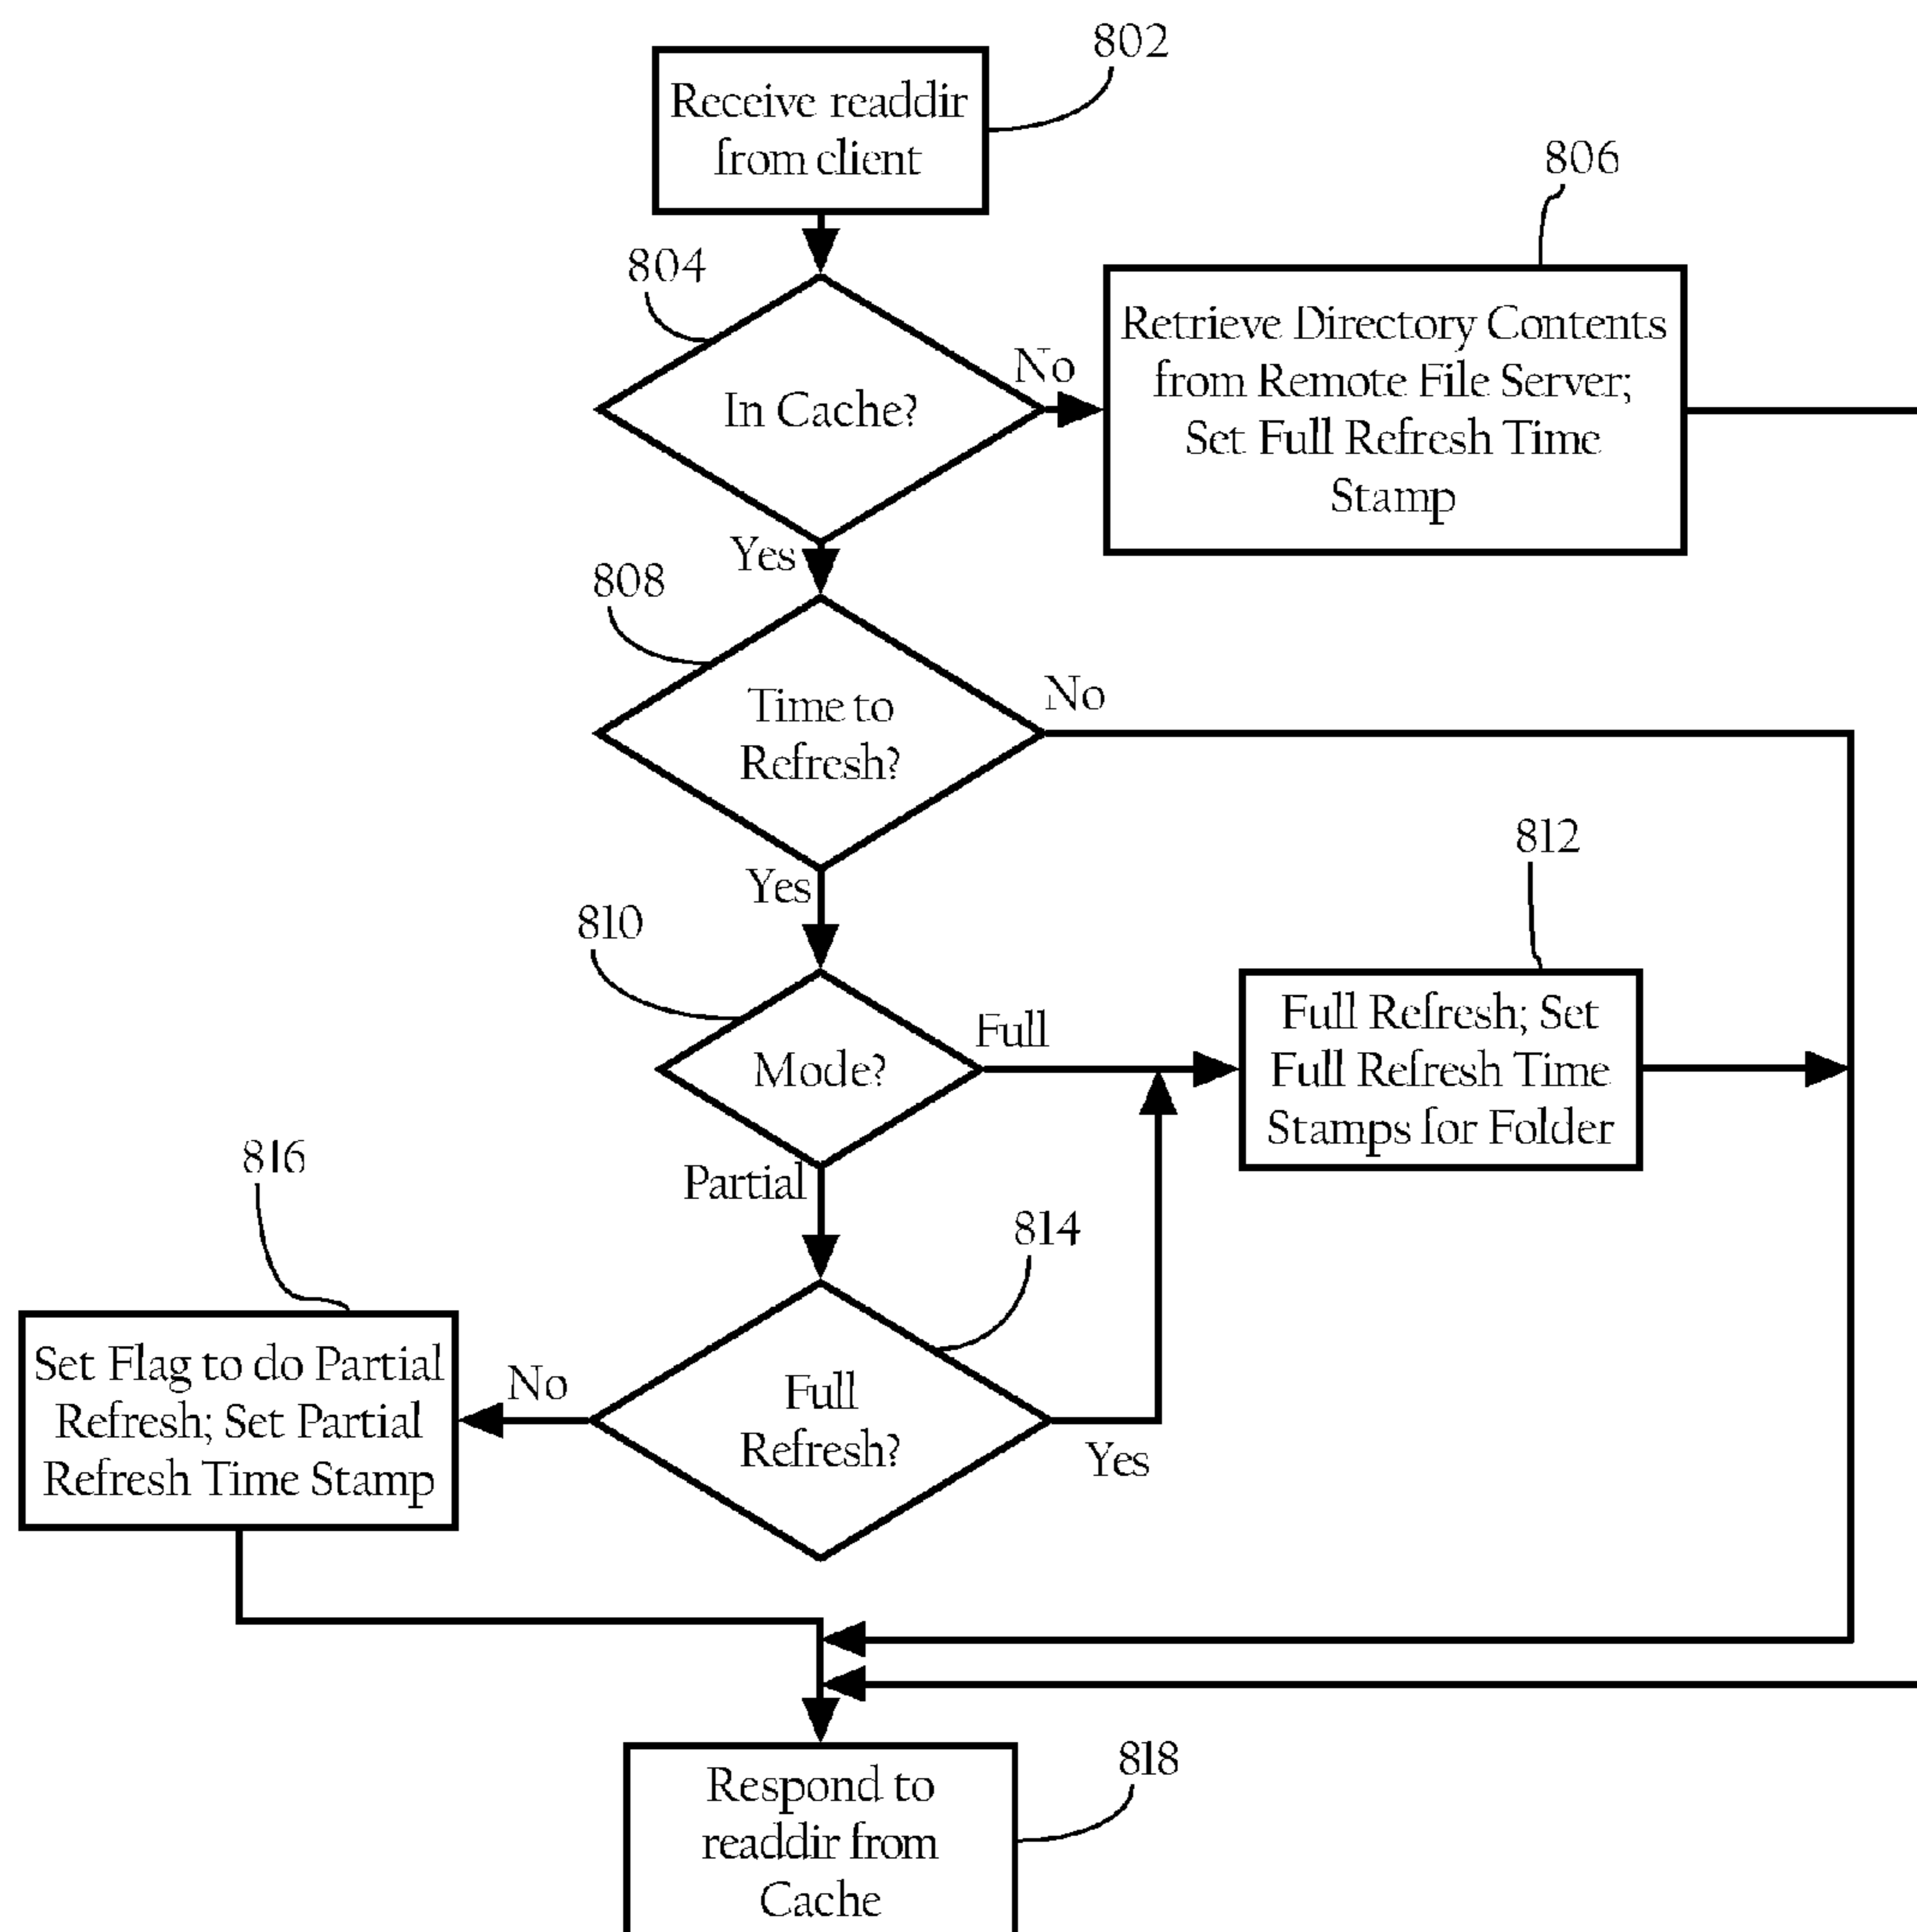 802
Receive readdir
from client
806
804
Retrieve Directory Contents
from Remote File Server;
Set Full Refresh Time
Stamp
No
In Cache?
Yes
808
No
Time to
Refresh?
812
Yes
810
Full Refresh; Set
Full Refresh Time
Stamps for Folder
Full
Mode?
816
Partial
814
Set Flag to do Partial
Refresh; Set Partial
Refresh Time Stamp
No
Full
Refresh?
Yes
818
Respond to
readdir from
Cache